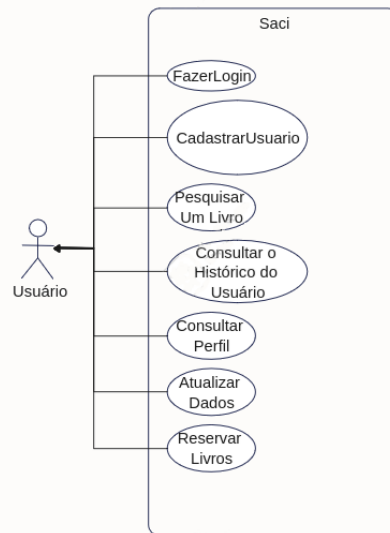 Saci
FazerLogin
CadastrarUsuario
Pesquisar
Um Livro
Consultar o
Histórico do
Usuário
Usuário
Consultar
Perfil
Atualizar
Dados
Reservar
Livros